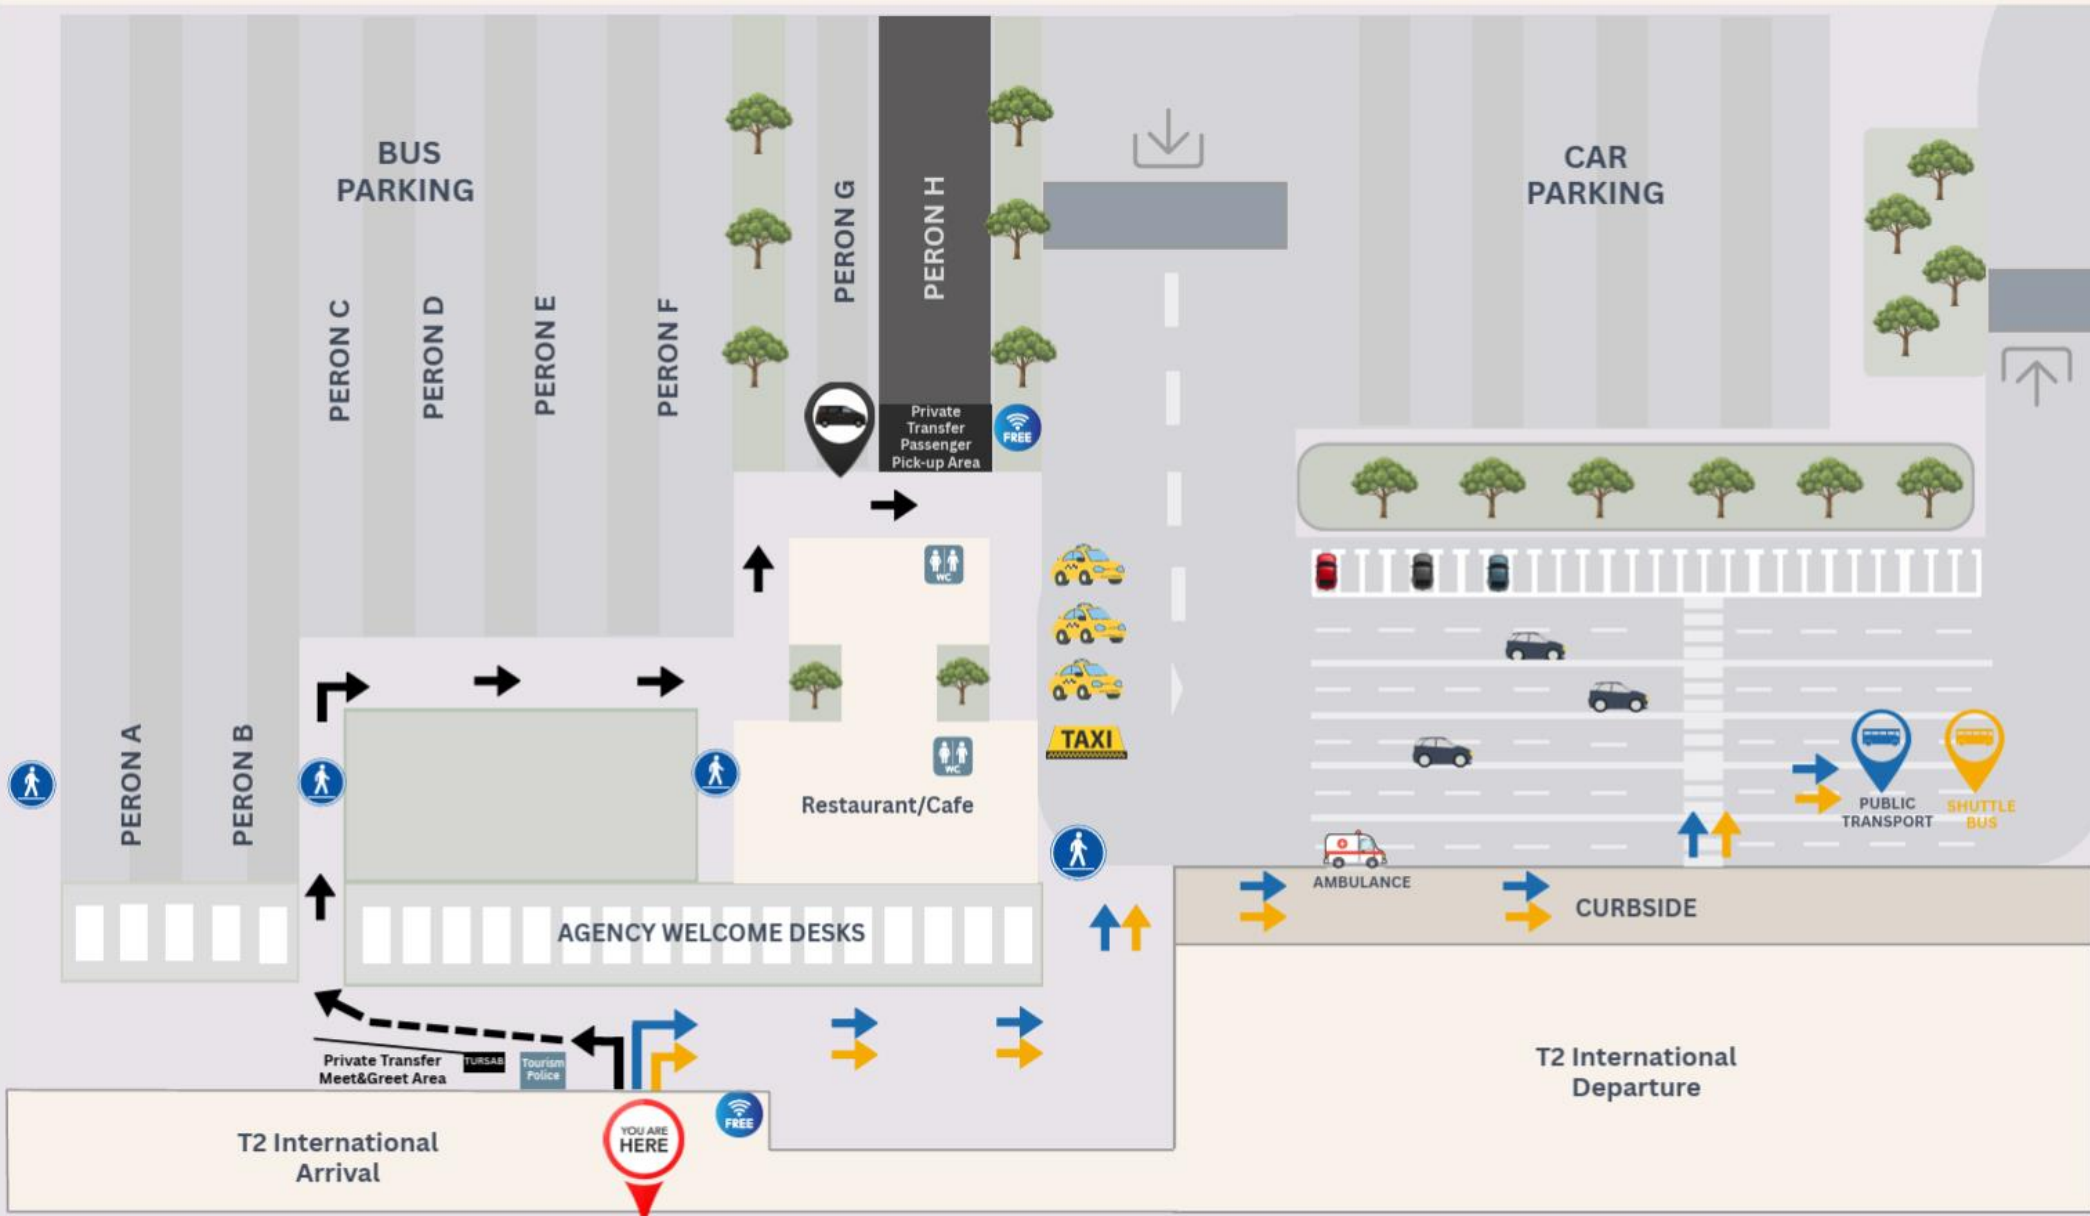 BUS
PARKING
PERON A
PERON B
PERON C
PERON D
PERON E
PERON F
PERON G
PERON H
Private
Transfer
Passenger
Pick-up Area
FREE
CAR
PARKING
WC
WC
Restaurant/Cafe
TAXI
PUBLIC
TRANSPORT
SHUTTLE
BUS
AMBULANCE
CURBSIDE
AGENCY WELCOME DESKS
Private Transfer
Meet&Greet Area
TURSAB
Tourism
Police
FREE
YOU ARE
HERE
T2 International
Arrival
T2 International
Departure